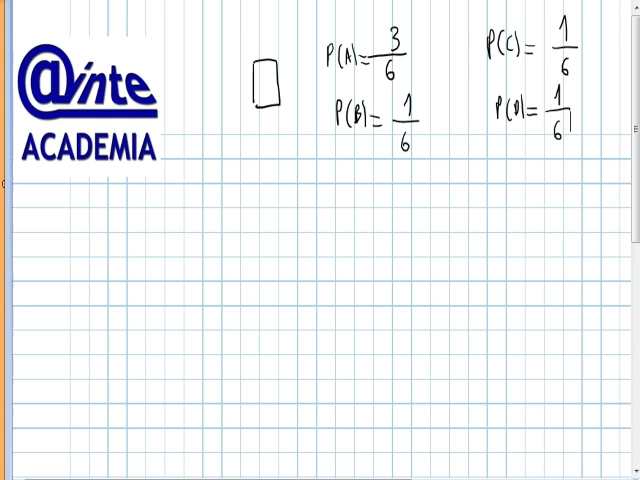 @inte
ACADEMIA
P(A)=3/6
P(B)=1/6
P(C)=1/6
P(D)=1/6